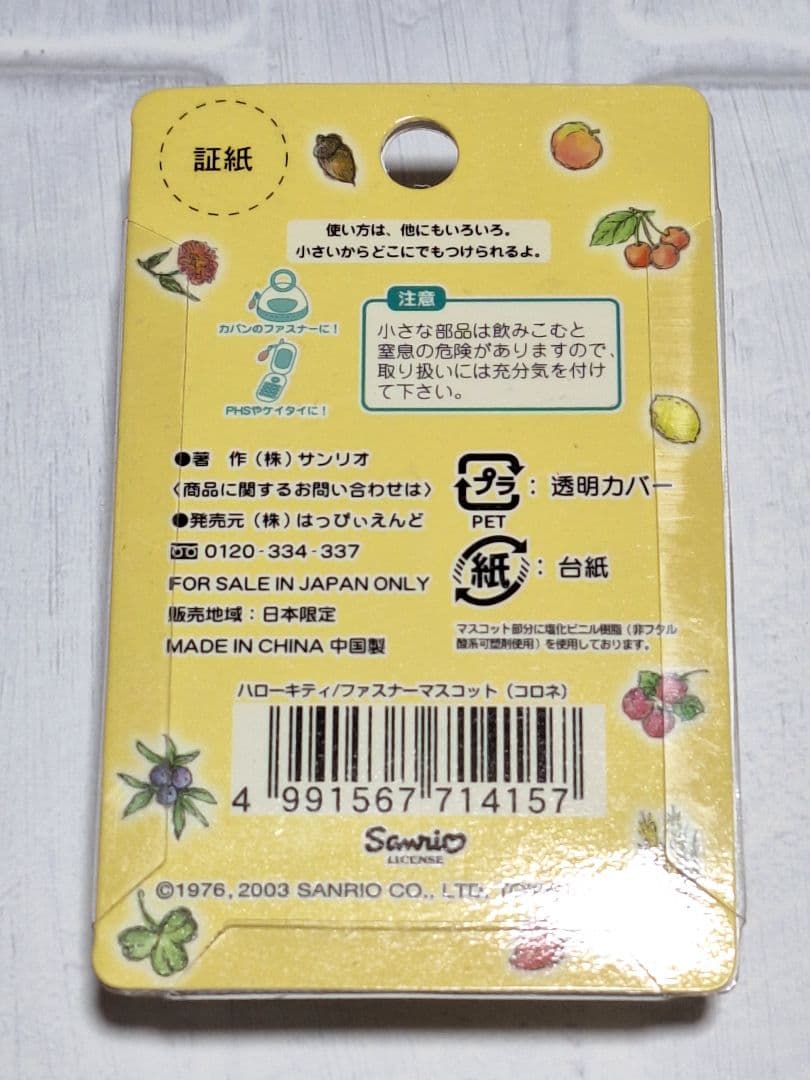 証紙
使い方は、他にもいろいろ。
小さいからどこにでもつけられるよ。
カバンのファスナーに！
PHSやケイタイに！
注意
小さな部品は飲みこむと
窒息の危険がありますので、
取り扱いには充分気を付け
て下さい。
●著　作（株）サンリオ
〈商品に関するお問い合わせは〉
●発売元（株）はっぴぃえんど
0120-334-337
FOR SALE IN JAPAN ONLY
販売地域：日本限定
MADE IN CHINA 中国製
プラ：透明カバー
PET
紙：台紙
マスコット部分に塩化ビニル樹脂（非フタル
酸系可塑剤使用）を使用しております。
ハローキティ/ファスナーマスコット（コロネ）
4 991567 714157
Sanrio
LICENSE
©1976, 2003 SANRIO CO., LTD.